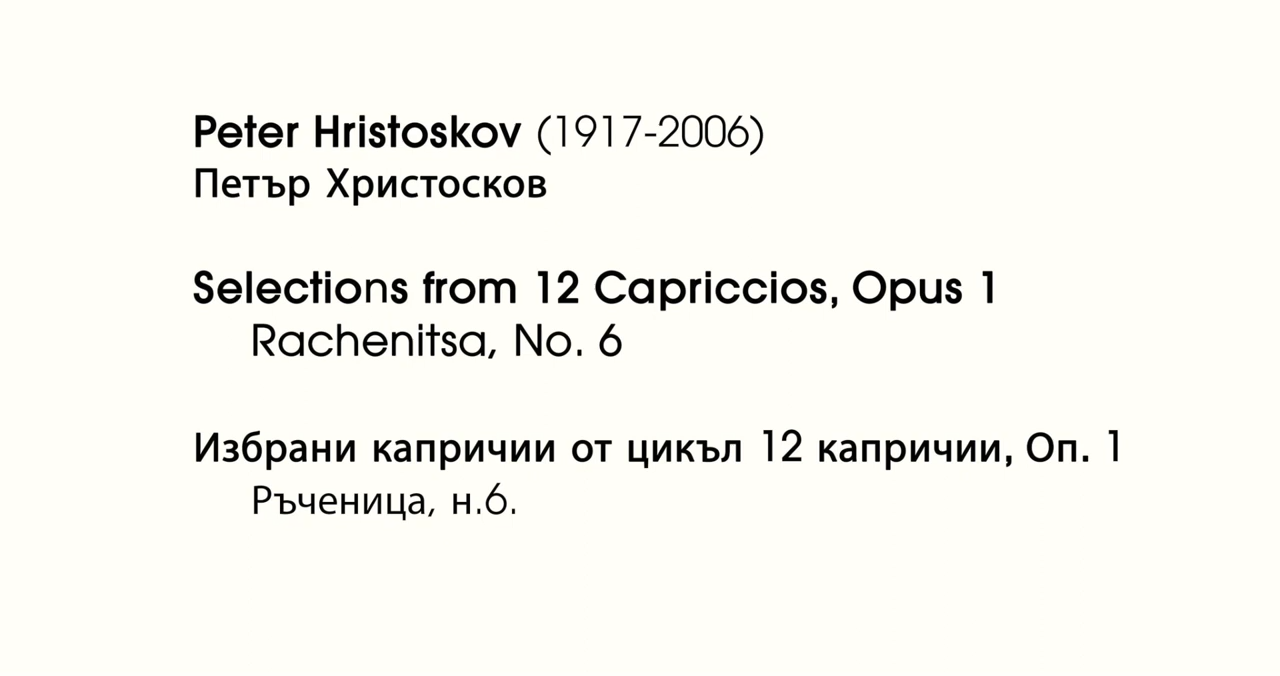 Peter Hristoskov (1917-2006)
Петър Христосков
Selections from 12 Capriccios, Opus 1
Rachenitsa, No. 6
Избрани капричии от цикъл 12 капричии, Оп. 1
Ръченица, н.6.